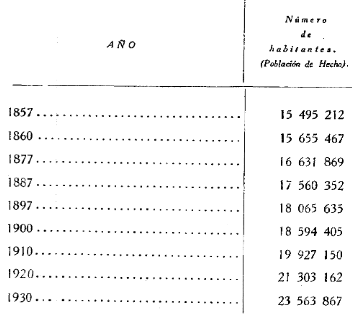 AÑO
Número
de
habitantes.
(Población de Hecho).
1857........................ 15 495 212
1860........................ 15 655 467
1877........................ 16 631 869
1887........................ 17 560 352
1897........................ 18 065 635
1900........................ 18 594 405
1910........................ 19 927 150
1920........................ 21 303 162
1930........................ 23 563 867